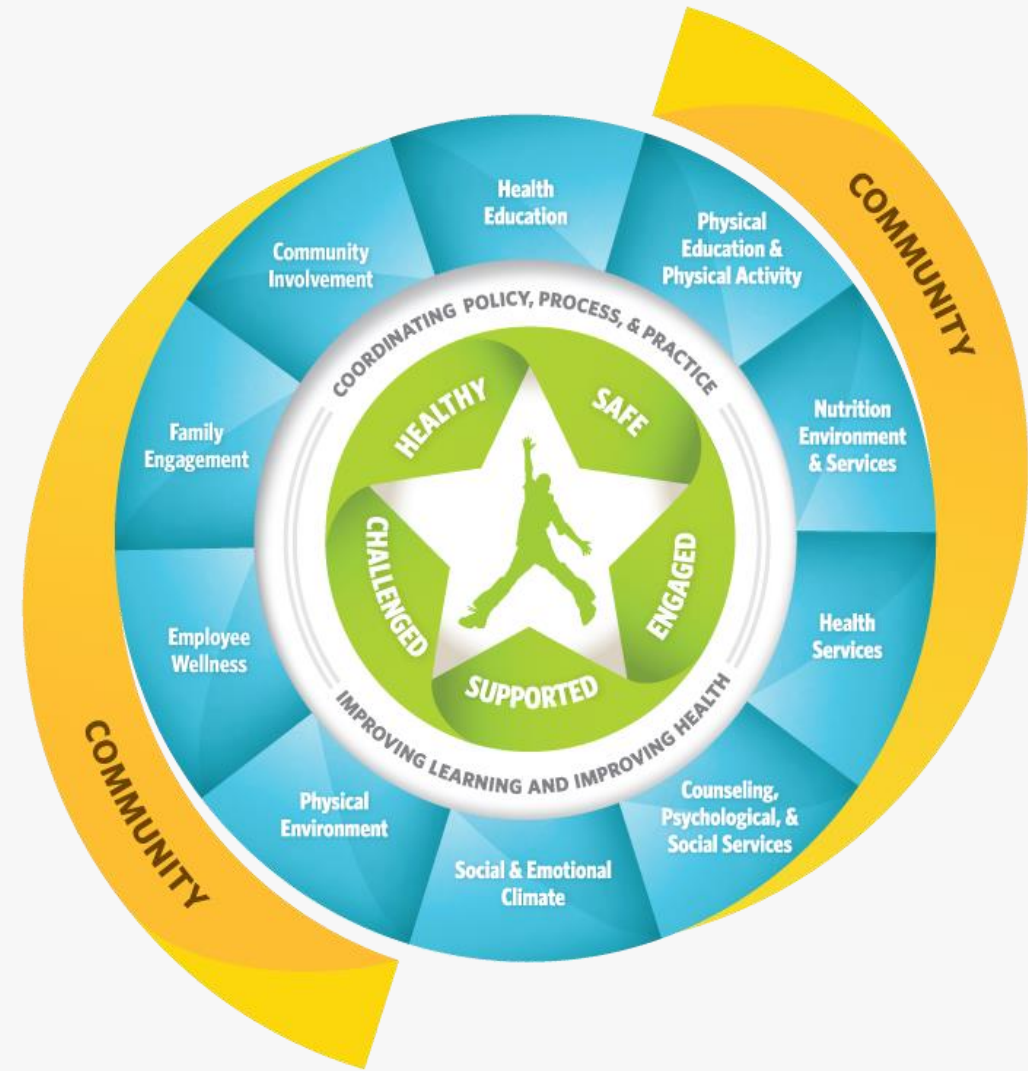 COMMUNITY
Health
Education
Physical
Education &
Physical Activity
Nutrition
Environment
& Services
Health
Services
Counseling,
Psychological, &
Social Services
Social & Emotional
Climate
Physical
Environment
Employee
Wellness
Family
Engagement
Community
Involvement
COORDINATING POLICY, PROCESS, & PRACTICE
IMPROVING LEARNING AND IMPROVING HEALTH
HEALTHY
SAFE
ENGAGED
SUPPORTED
CHALLENGED
COMMUNITY